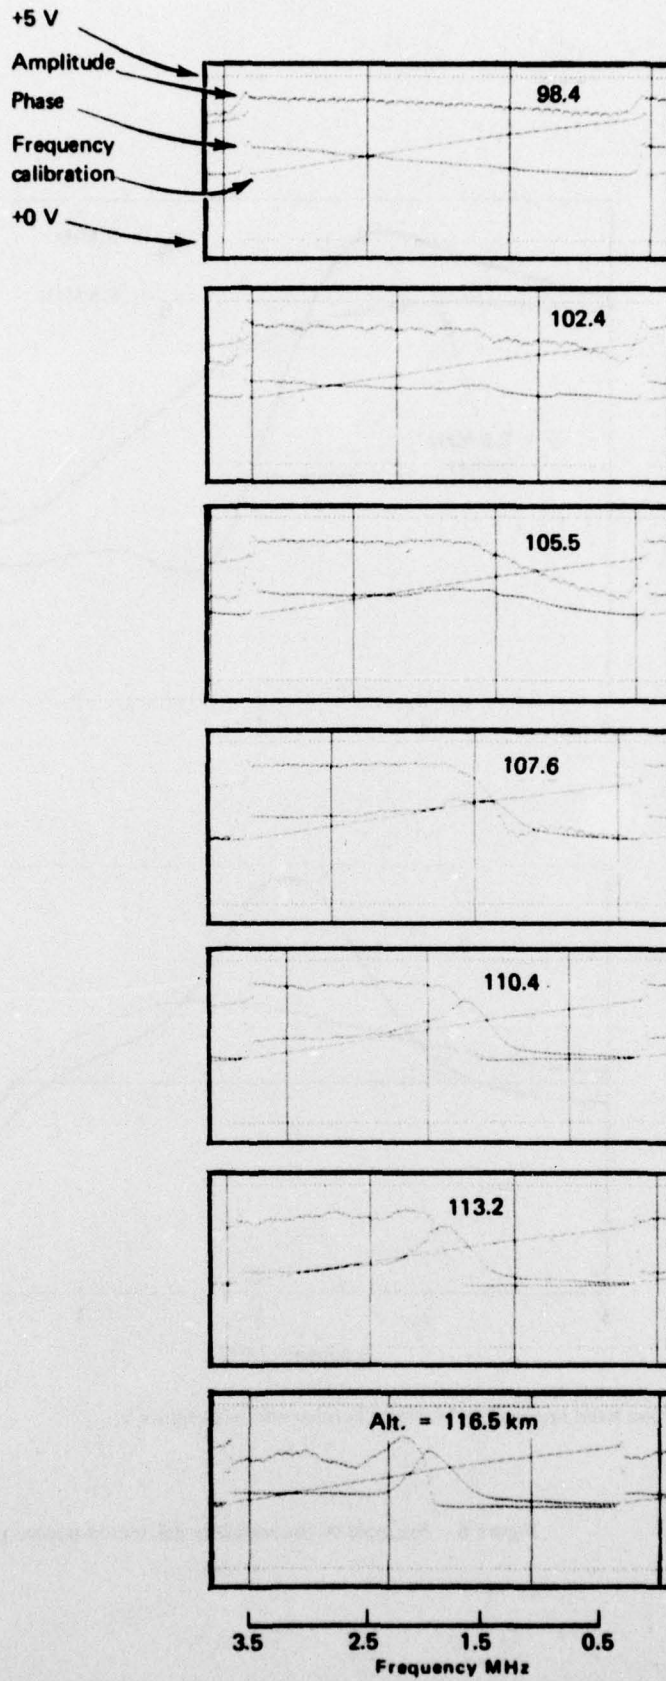 +5 V
Amplitude
Phase
Frequency
calibration
+0 V
98.4
102.4
105.5
107.6
110.4
113.2
Alt. = 116.5 km
3.5 2.5 1.5 0.5
Frequency MHz